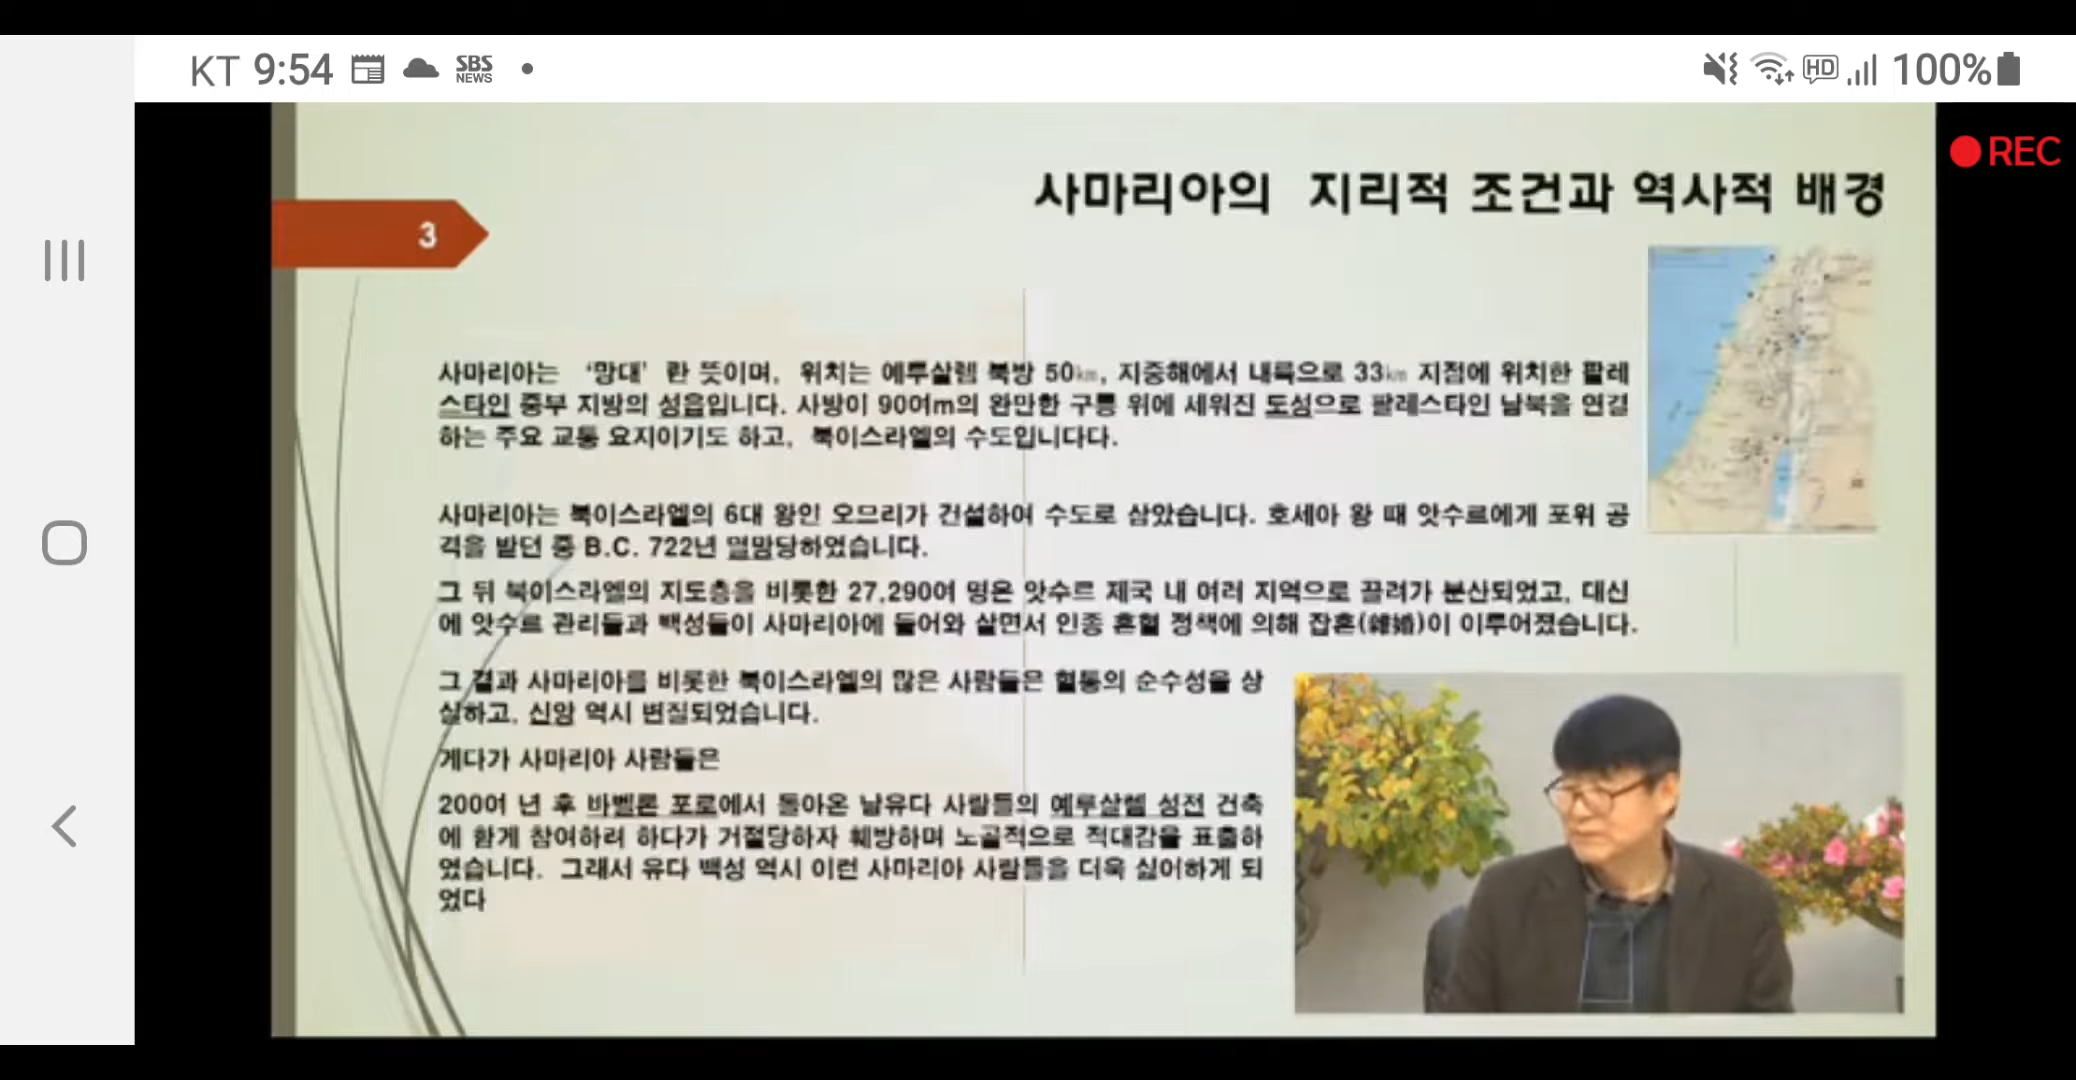 KT 9:54 SBS NEWS
HD 100%
REC
사마리아의 지리적 조건과 역사적 배경
3
사마리아는 ‘망대’ 란 뜻이며, 위치는 예루살렘 북방 50㎞, 지중해에서 내륙으로 33㎞ 지점에 위치한 팔레
스타인 중부 지방의 성읍입니다. 사방이 90여m의 완만한 구릉 위에 세워진 도성으로 팔레스타인 남북을 연결
하는 주요 교통 요지이기도 하고, 북이스라엘의 수도입니다다.
사마리아는 북이스라엘의 6대 왕인 오므리가 건설하여 수도로 삼았습니다. 호세아 왕 때 앗수르에게 포위 공
격을 받던 중 B.C. 722년 멸망당하였습니다.
그 뒤 북이스라엘의 지도층을 비롯한 27,290여 명은 앗수르 제국 내 여러 지역으로 끌려가 분산되었고, 대신
에 앗수르 관리들과 백성들이 사마리아에 들어와 살면서 인종 혼혈 정책에 의해 잡혼(雜婚)이 이루어졌습니다.
그 결과 사마리아를 비롯한 북이스라엘의 많은 사람들은 혈통의 순수성을 상
실하고, 신앙 역시 변질되었습니다.
게다가 사마리아 사람들은
200여 년 후 바벨론 포로에서 돌아온 남유다 사람들의 예루살렘 성전 건축
에 함께 참여하려 하다가 거절당하자 훼방하며 노골적으로 적대감을 표출하
였습니다. 그래서 유다 백성 역시 이런 사마리아 사람들을 더욱 싫어하게 되
었다